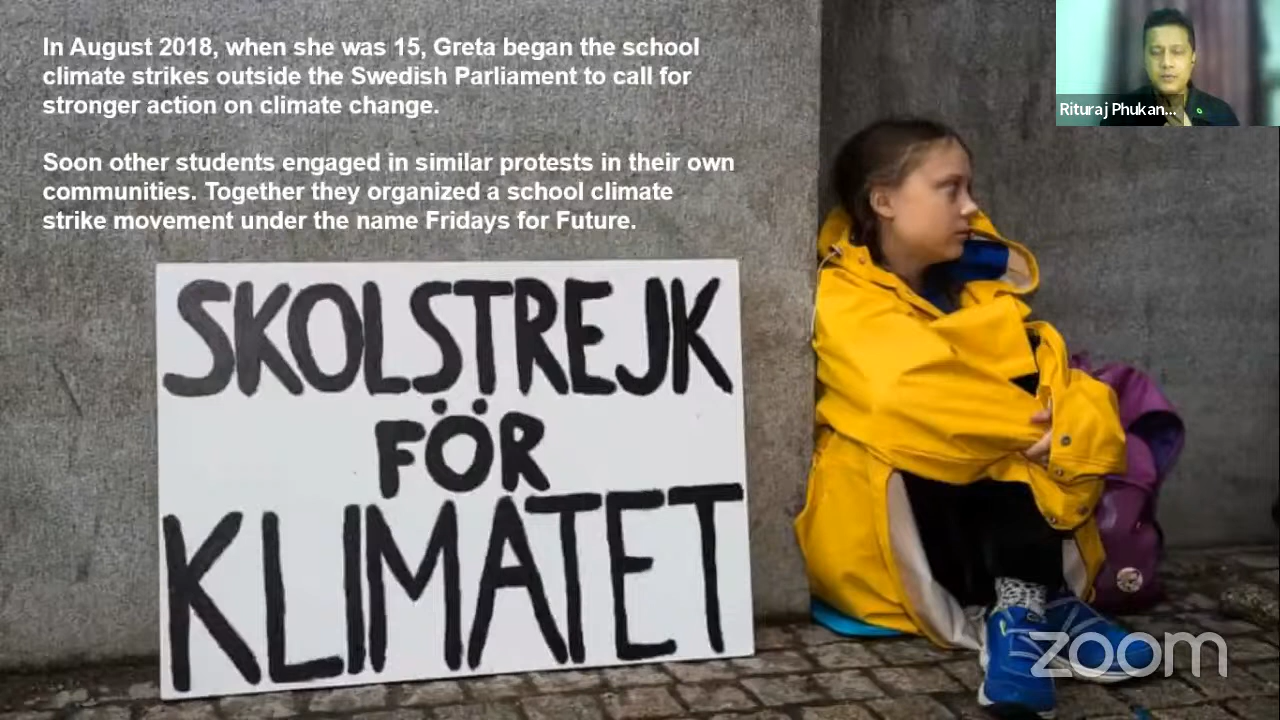 In August 2018, when she was 15, Greta began the school
climate strikes outside the Swedish Parliament to call for
stronger action on climate change.
Soon other students engaged in similar protests in their own
communities. Together they organized a school climate
strike movement under the name Fridays for Future.
Rituraj Phukan...
SKOLSTREJK
FÖR
KLIMATET
zoom